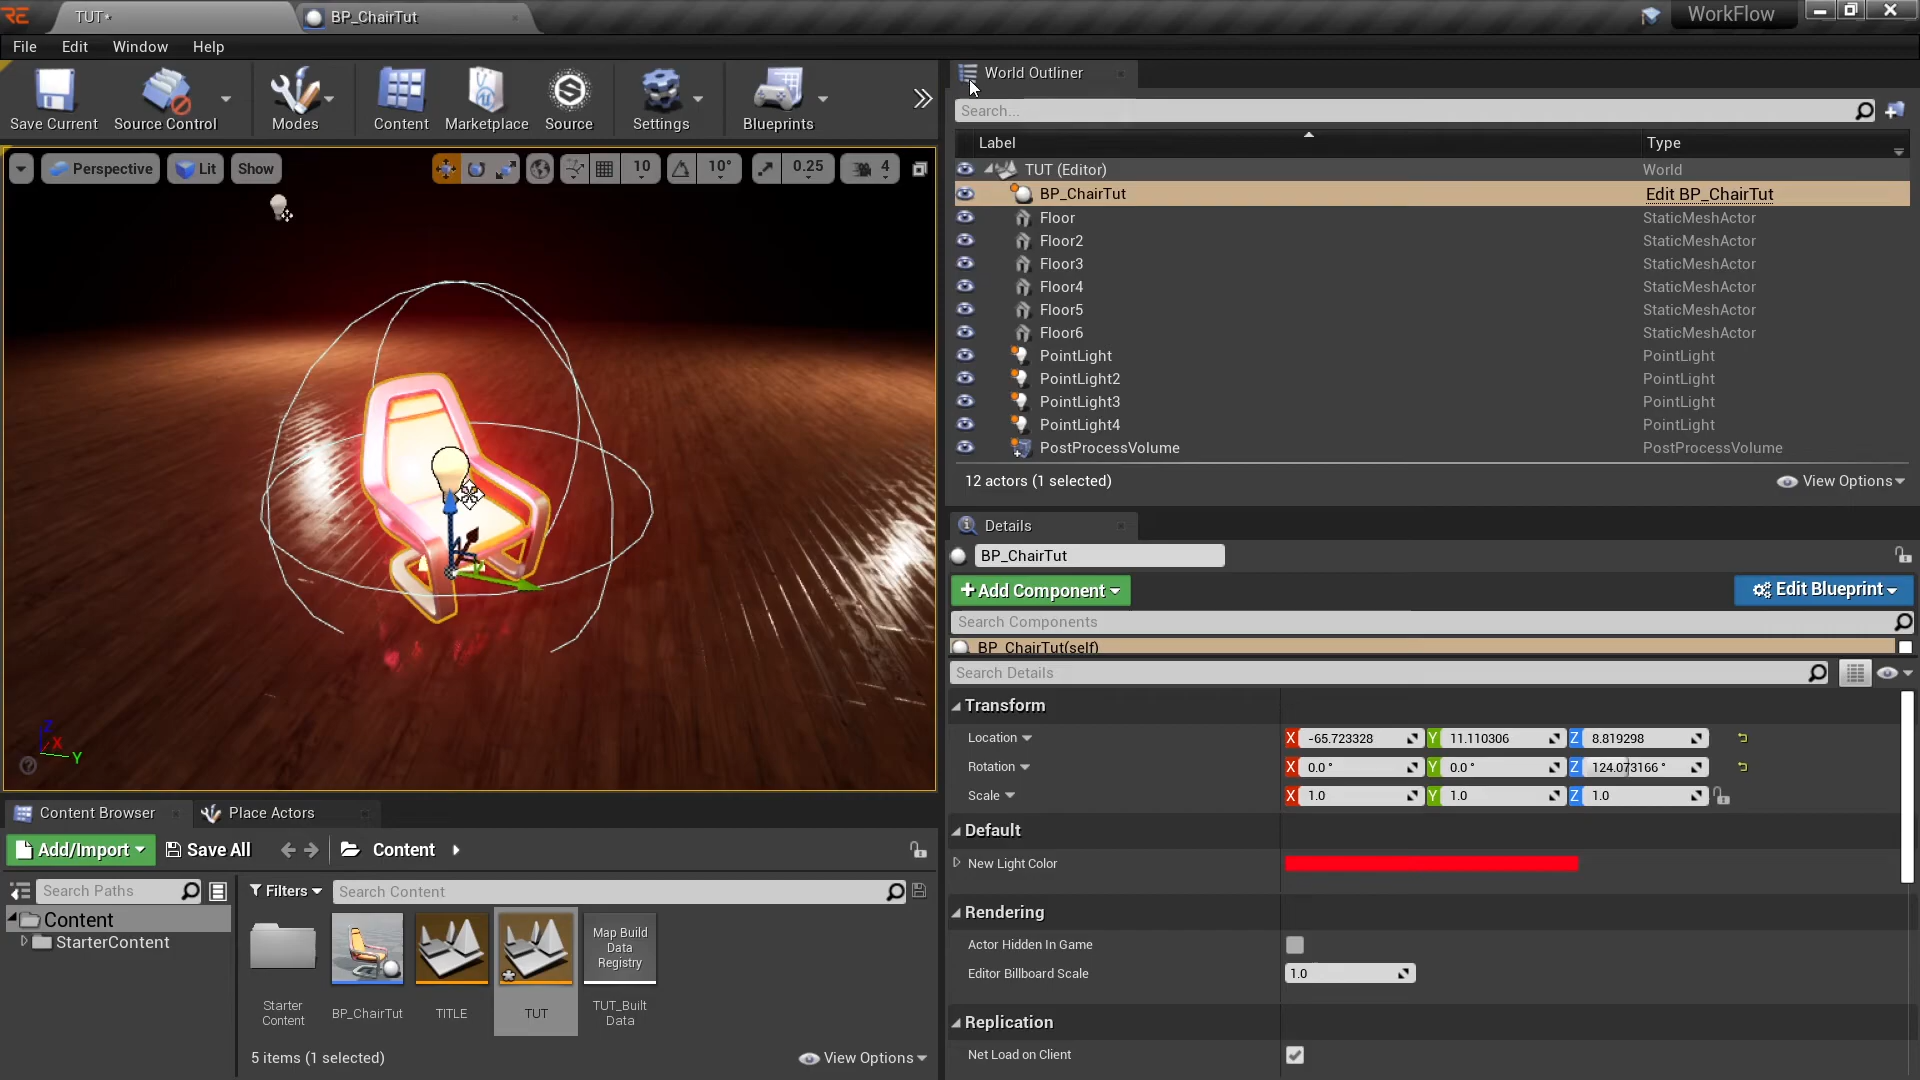 TUT•
BP_ChairTut
WorkFlow
File
Edit
Window
Help
Save Current
Source Control
Modes
Content
Marketplace
Source
Settings
Blueprints
Perspective
Lit
Show
10
10°
0.25
4
X
Y
Z
World Outliner
Search...
Label
Type
TUT (Editor)
World
BP_ChairTut
Edit BP_ChairTut
Floor
StaticMeshActor
Floor2
StaticMeshActor
Floor3
StaticMeshActor
Floor4
StaticMeshActor
Floor5
StaticMeshActor
Floor6
StaticMeshActor
PointLight
PointLight
PointLight2
PointLight
PointLight3
PointLight
PointLight4
PointLight
PostProcessVolume
PostProcessVolume
12 actors (1 selected)
View Options
Details
BP_ChairTut
+ Add Component
Edit Blueprint
Search Components
BP_ChairTut(self)
Search Details
Transform
Location
X -65.723328
Y 11.110306
Z 8.819298
Rotation
X 0.0 °
Y 0.0 °
Z 124.073166 °
Scale
X 1.0
Y 1.0
Z 1.0
Default
New Light Color
Rendering
Actor Hidden In Game
Editor Billboard Scale
1.0
Replication
Net Load on Client
Content Browser
Place Actors
Add/Import
Save All
Content
Search Paths
Filters
Search Content
Content
StarterContent
Starter
Content
BP_ChairTut
TITLE
TUT
Map Build
Data
Registry
TUT_Built
Data
5 items (1 selected)
View Options